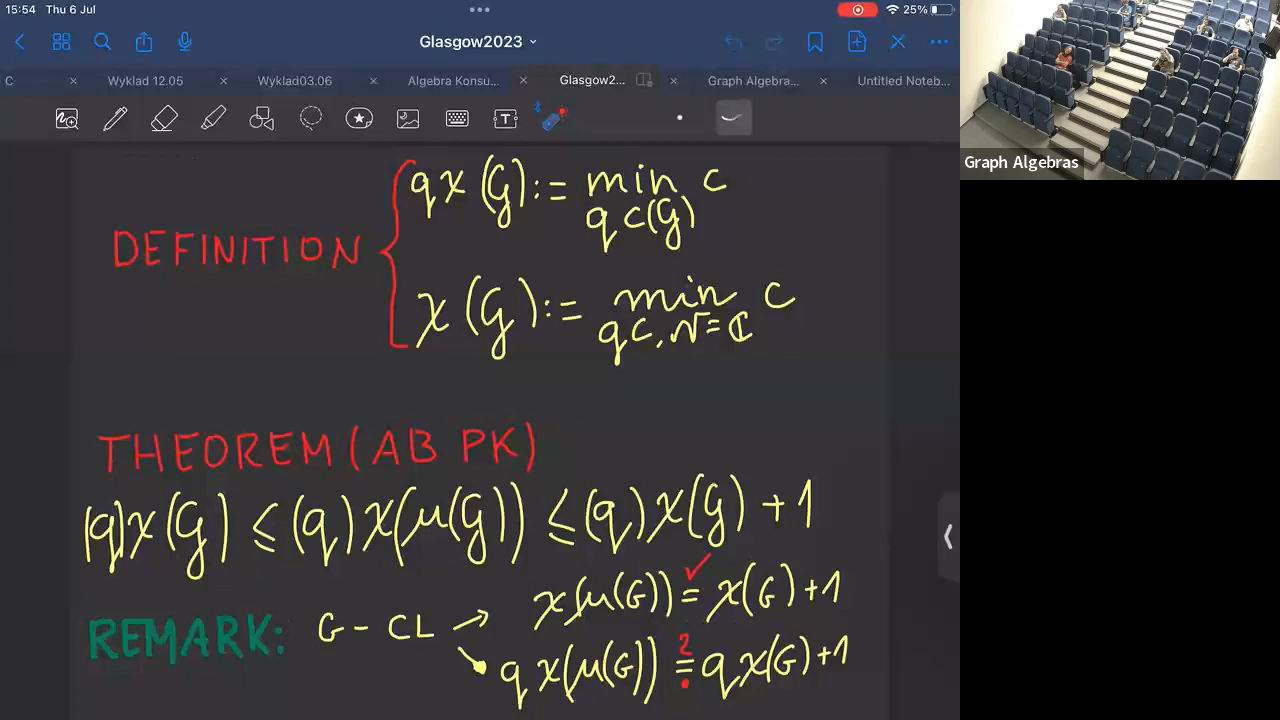 15:54 Thu 6 Jul
25%
Glasgow2023
C
Wyklad 12.05
Wyklad03.06
Algebra Konsu...
Glasgow2...
Graph Algebra...
Untitled Noteb...
Graph Algebras
DEFINITION
qχ(G) := min c
qc(G)
χ(G) := min c
qc, N=ℂ
THEOREM (AB PK)
(q)χ(G) ≤ (q)χ(μ(G)) ≤ (q)χ(G) + 1
REMARK: G - CL → χ(μ(G)) = χ(G) + 1 ✓
qχ(μ(G)) ≟ qχ(G) + 1